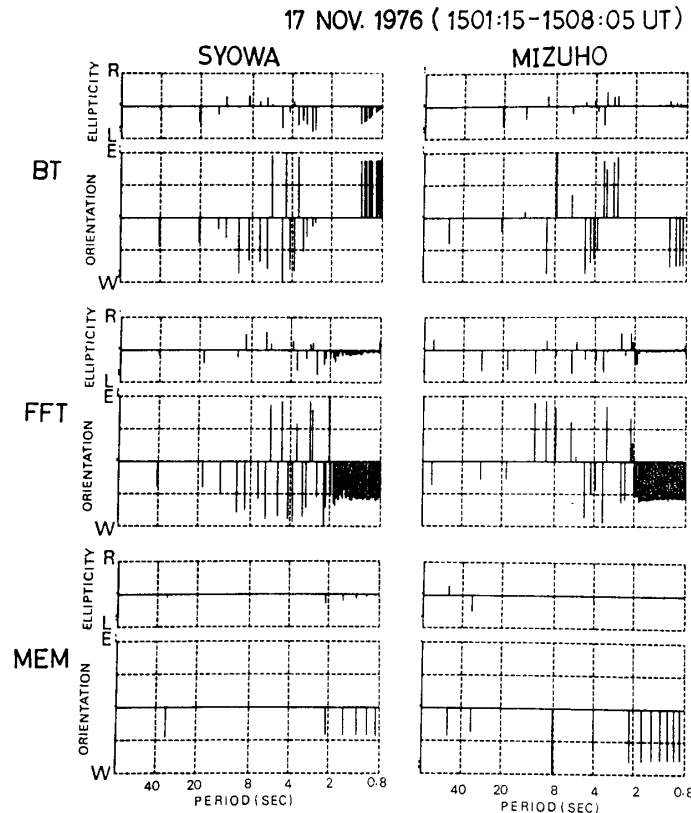 17 NOV. 1976 ( 1501:15-1508:05 UT)
SYOWA MIZUHO
BT
R
ELLIPTICITY
L
E
ORIENTATION
W
FFT
R
ELLIPTICITY
L
E
ORIENTATION
W
MEM
R
ELLIPTICITY
L
E
ORIENTATION
W
40 20 8 4 2 0·8
PERIOD (SEC)
40 20 8 4 2 0·8
PERIOD (SEC)